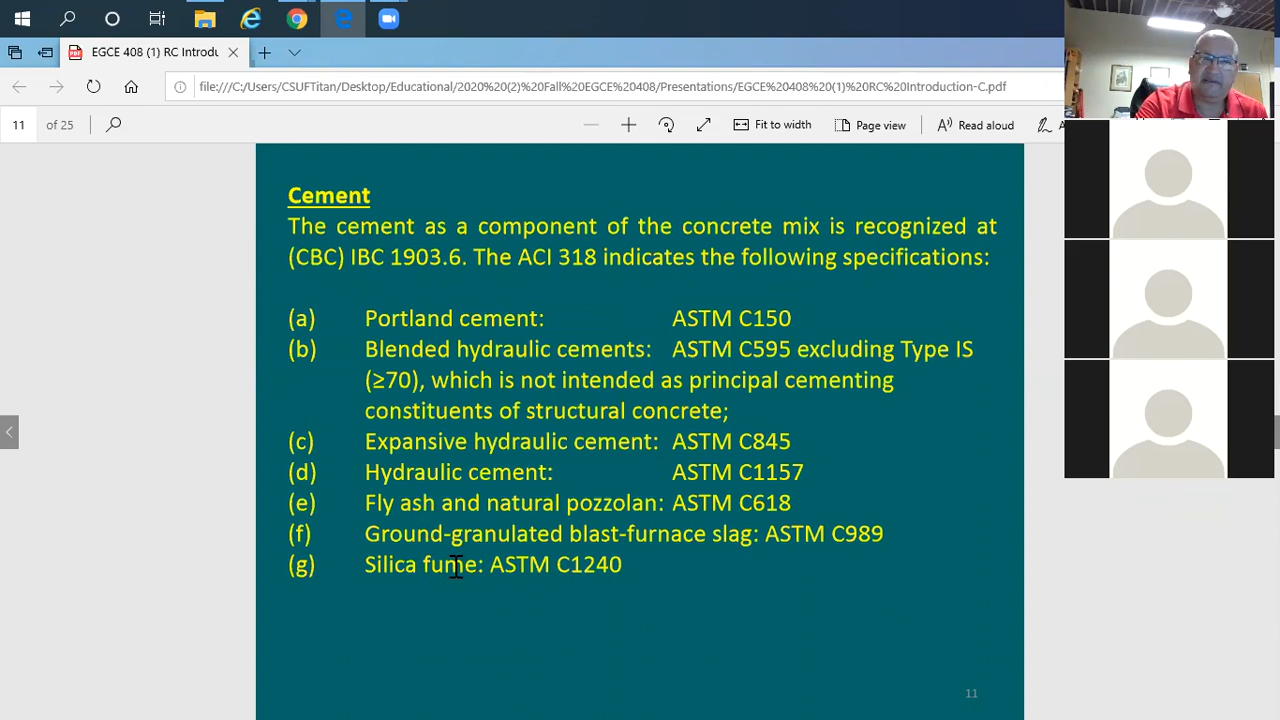 EGCE 408 (1) RC Introdu
file:///C:/Users/CSUFTitan/Desktop/Educational/2020%20(2)%20Fall%20EGCE%20408/Presentations/EGCE%20408%20(1)%20RC%20Introduction-C.pdf
11 of 25
Fit to width
Page view
Read aloud
Cement
The cement as a component of the concrete mix is recognized at
(CBC) IBC 1903.6. The ACI 318 indicates the following specifications:
(a) Portland cement: ASTM C150
(b) Blended hydraulic cements: ASTM C595 excluding Type IS
(≥70), which is not intended as principal cementing
constituents of structural concrete;
(c) Expansive hydraulic cement: ASTM C845
(d) Hydraulic cement: ASTM C1157
(e) Fly ash and natural pozzolan: ASTM C618
(f) Ground-granulated blast-furnace slag: ASTM C989
(g) Silica fume: ASTM C1240
11